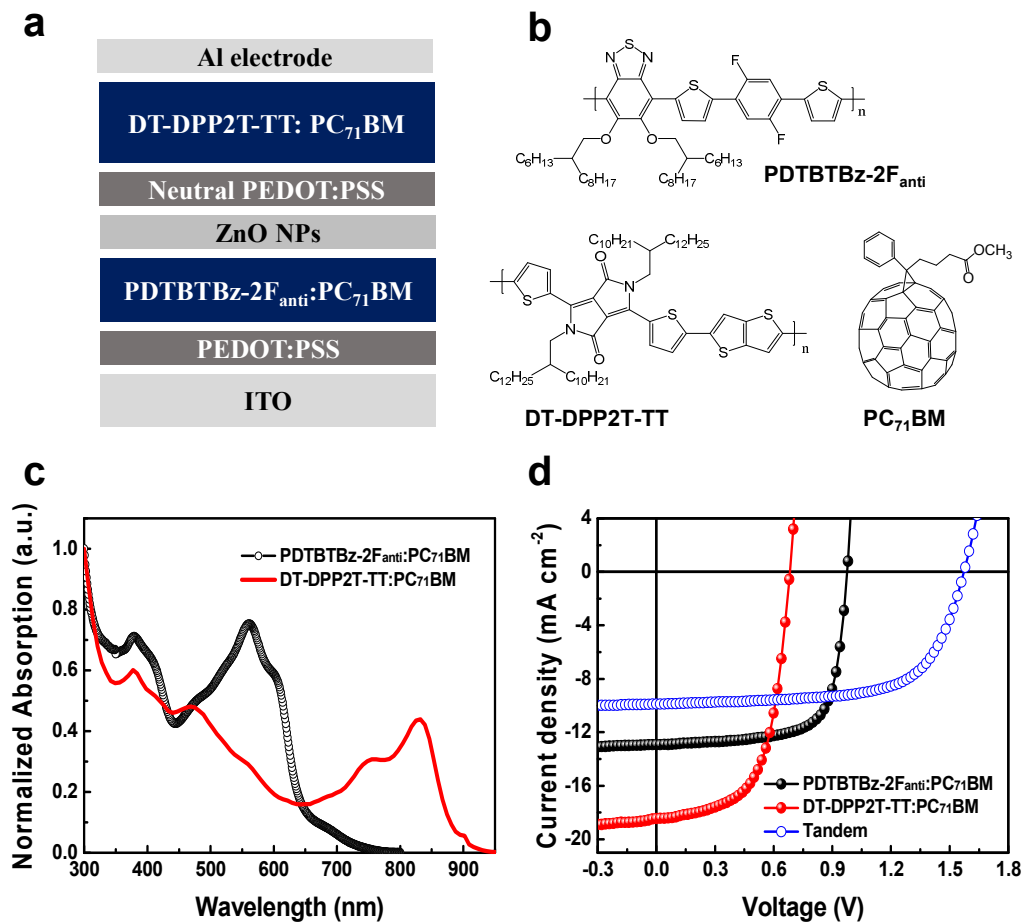 a
Al electrode
DT-DPP2T-TT: PC₇₁BM
Neutral PEDOT:PSS
ZnO NPs
PDTBTBz-2Fₐₙₜᵢ:PC₇₁BM
PEDOT:PSS
ITO
b
S
N N
S F S
n
O O
F
C₆H₁₃ C₆H₁₃
C₈H₁₇ C₈H₁₇
PDTBTBz-2Fₐₙₜᵢ
C₁₀H₂₁ C₁₂H₂₅
S O N S S
N O S
n
C₁₂H₂₅ C₁₀H₂₁
DT-DPP2T-TT
O OCH₃
PC₇₁BM
c
Normalized Absorption (a.u.)
1.0
0.8
0.6
0.4
0.2
0.0
PDTBTBz-2Fₐₙₜᵢ:PC₇₁BM
DT-DPP2T-TT:PC₇₁BM
300 400 500 600 700 800 900
Wavelength (nm)
d
Current density (mA cm⁻²)
4
0
-4
-8
-12
-16
-20
PDTBTBz-2Fₐₙₜᵢ:PC₇₁BM
DT-DPP2T-TT:PC₇₁BM
Tandem
-0.3 0.0 0.3 0.6 0.9 1.2 1.5 1.8
Voltage (V)